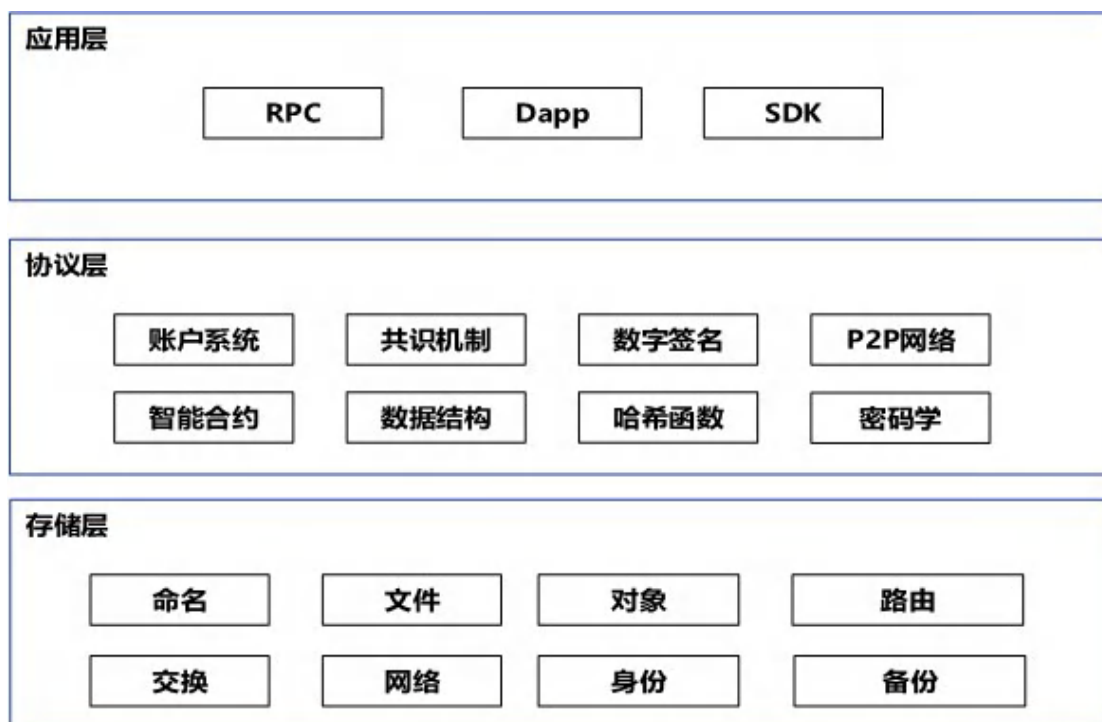 应用层
RPC Dapp SDK
协议层
账户系统 共识机制 数字签名 P2P网络
智能合约 数据结构 哈希函数 密码学
存储层
命名 文件 对象 路由
交换 网络 身份 备份